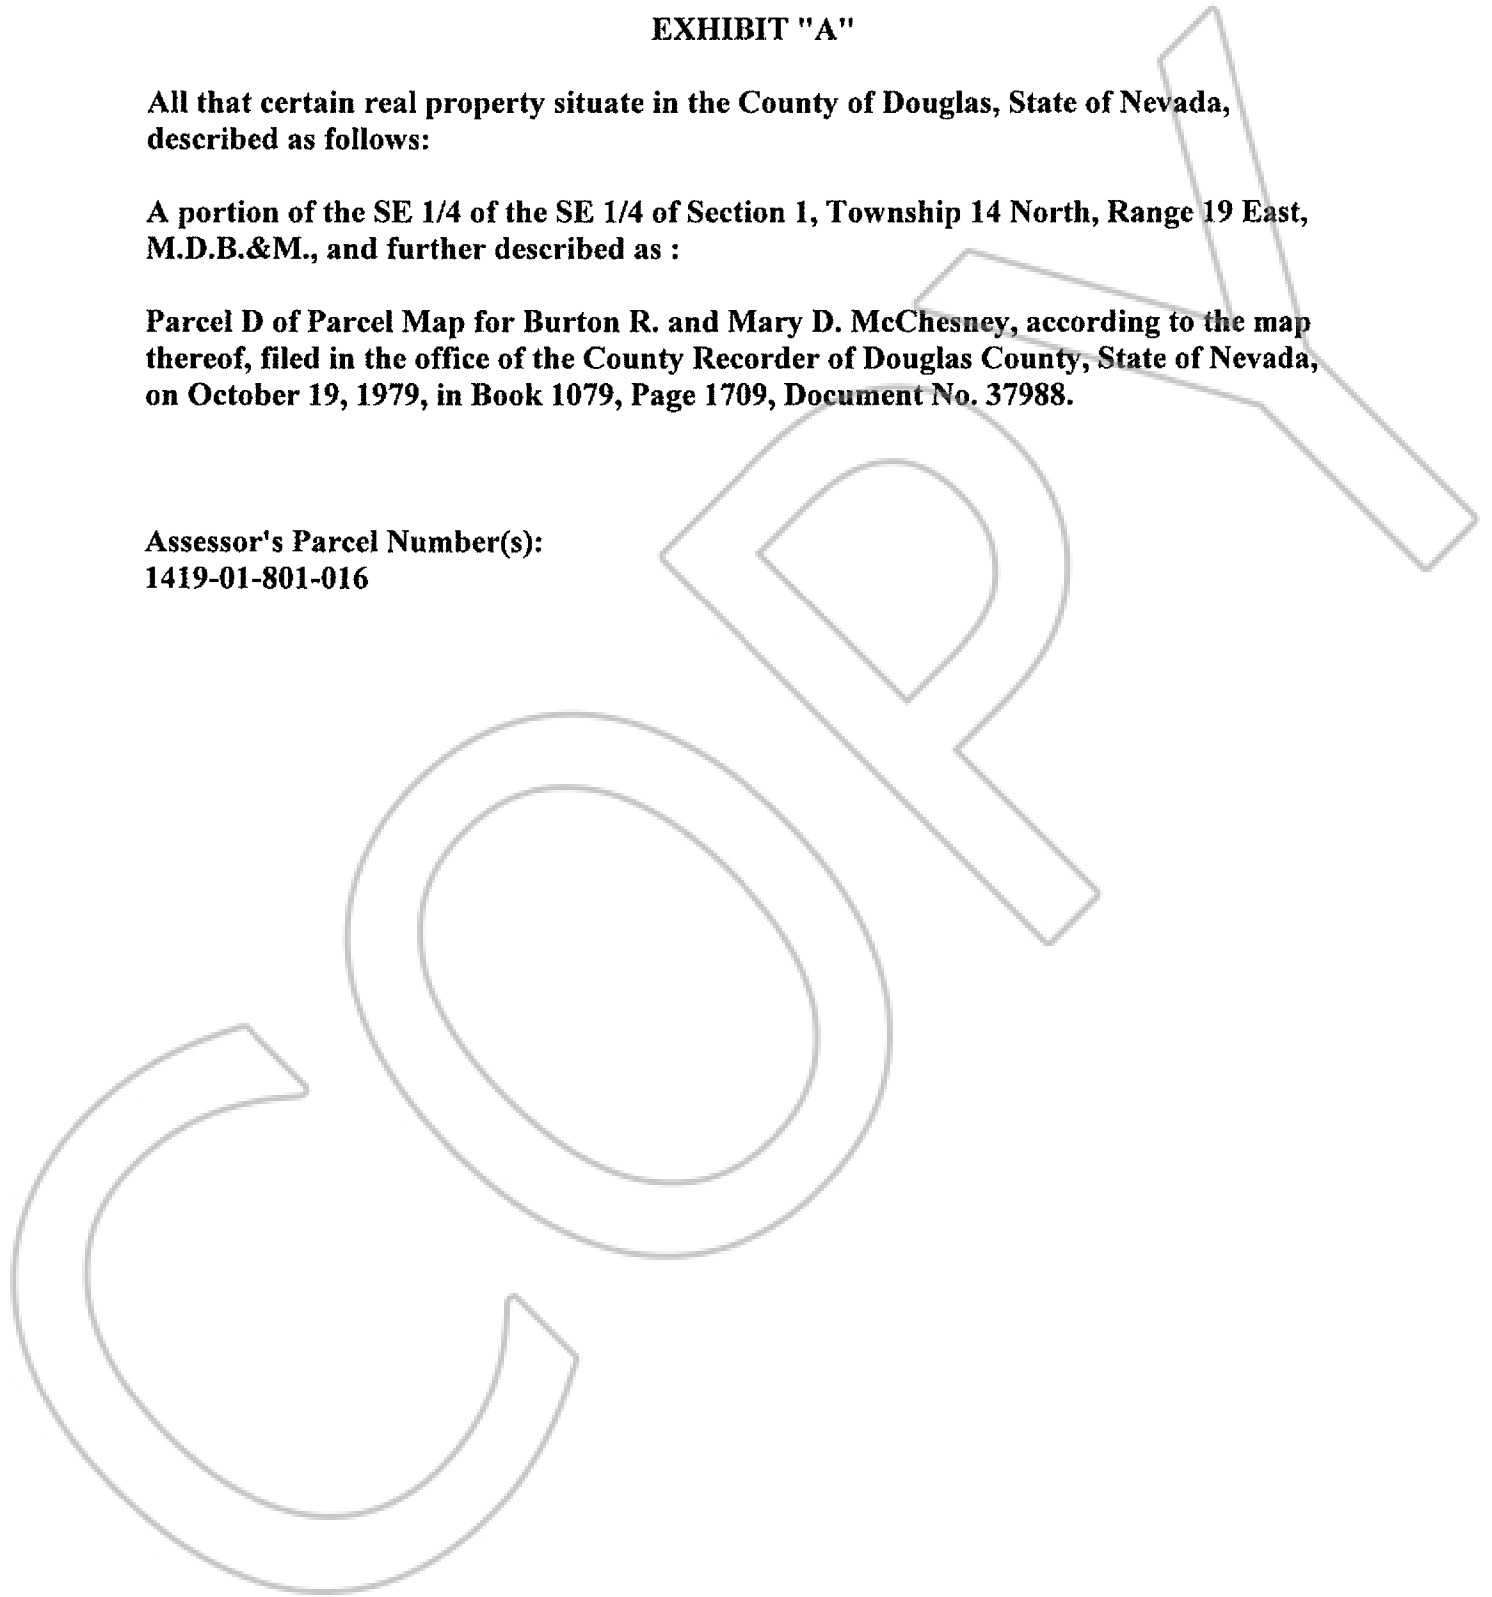 EXHIBIT "A"
All that certain real property situate in the County of Douglas, State of Nevada,
described as follows:
A portion of the SE 1/4 of the SE 1/4 of Section 1, Township 14 North, Range 19 East,
M.D.B.&M., and further described as :
Parcel D of Parcel Map for Burton R. and Mary D. McChesney, according to the map
thereof, filed in the office of the County Recorder of Douglas County, State of Nevada,
on October 19, 1979, in Book 1079, Page 1709, Document No. 37988.
Assessor's Parcel Number(s):
1419-01-801-016
COPY